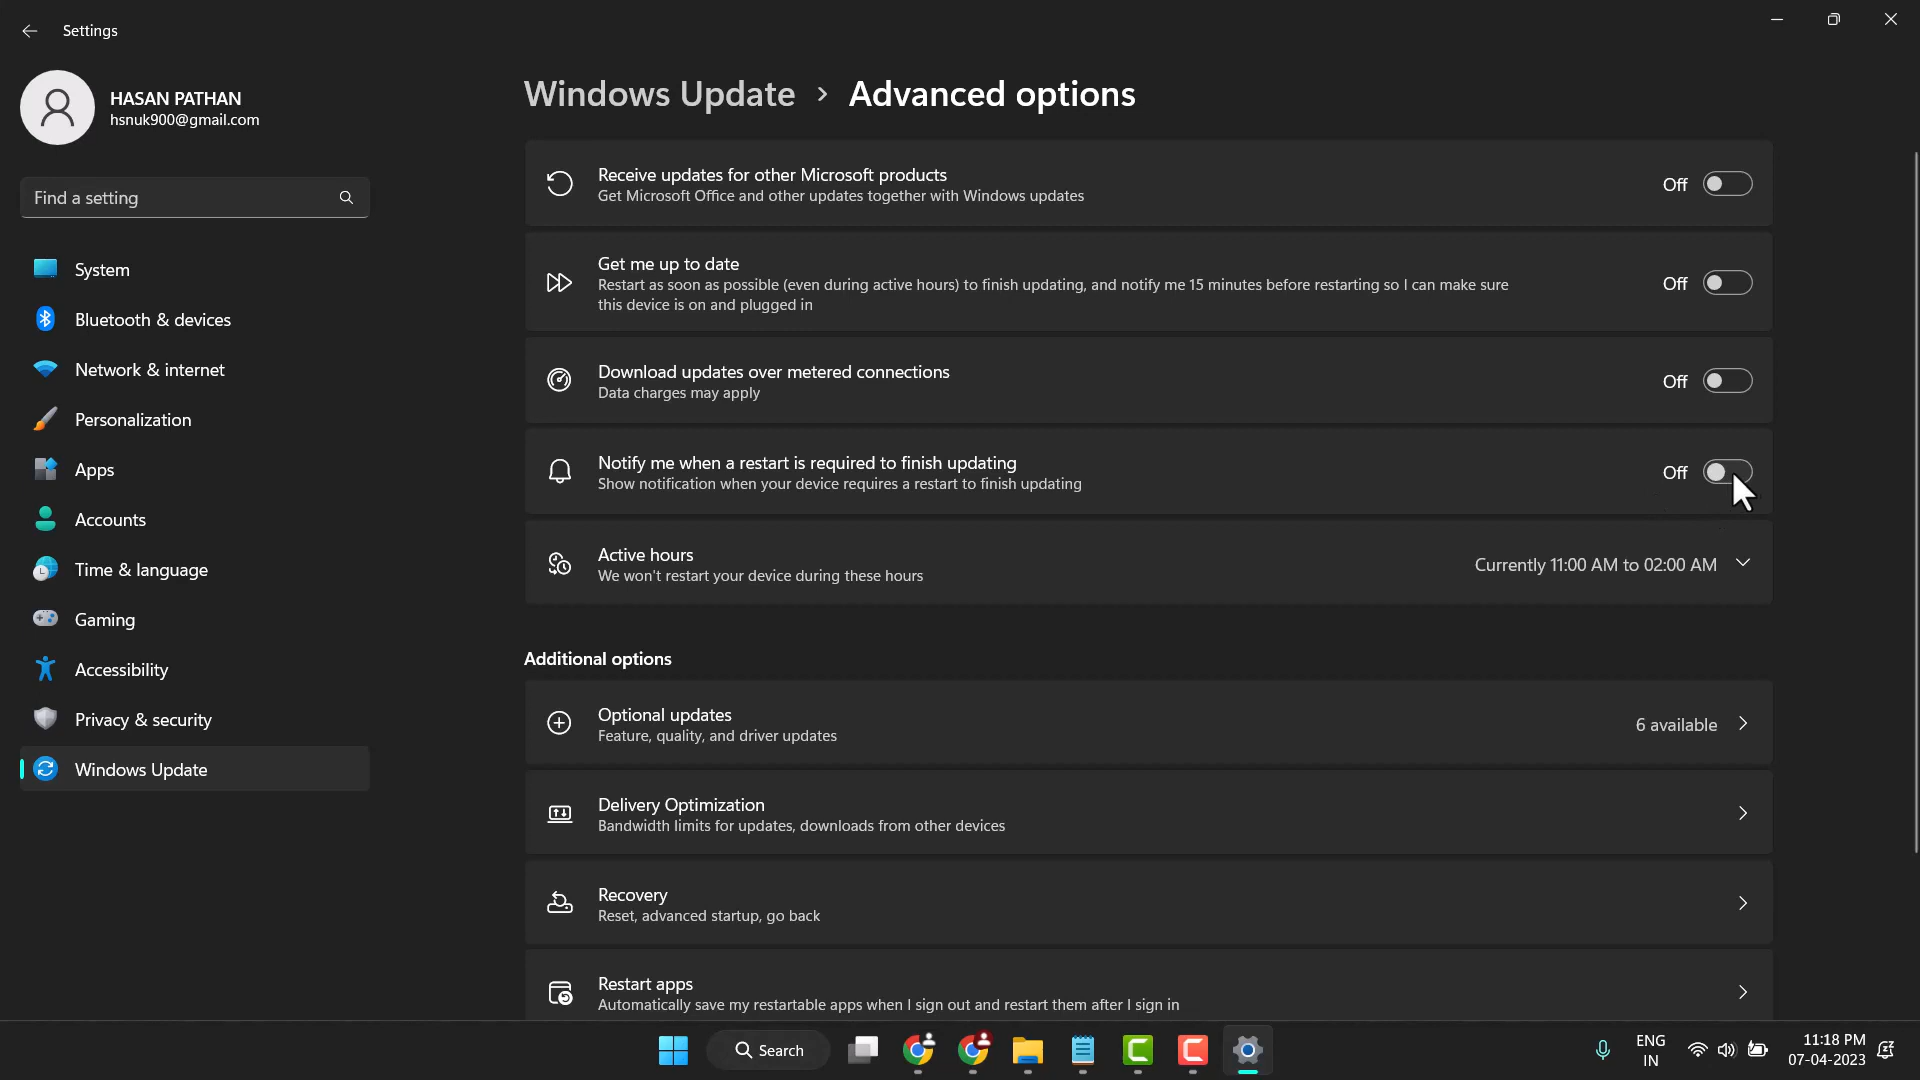 Settings
HASAN PATHAN
hsnuk900@gmail.com
Find a setting
System
Bluetooth & devices
Network & internet
Personalization
Apps
Accounts
Time & language
Gaming
Accessibility
Privacy & security
Windows Update
Windows Update > Advanced options
Receive updates for other Microsoft products
Get Microsoft Office and other updates together with Windows updates
Off
Get me up to date
Restart as soon as possible (even during active hours) to finish updating, and notify me 15 minutes before restarting so I can make sure
this device is on and plugged in
Off
Download updates over metered connections
Data charges may apply
Off
Notify me when a restart is required to finish updating
Show notification when your device requires a restart to finish updating
Off
Active hours
We won't restart your device during these hours
Currently 11:00 AM to 02:00 AM
Additional options
Optional updates
Feature, quality, and driver updates
6 available
Delivery Optimization
Bandwidth limits for updates, downloads from other devices
Recovery
Reset, advanced startup, go back
Restart apps
Automatically save my restartable apps when I sign out and restart them after I sign in
Search
ENG
IN
11:18 PM
07-04-2023